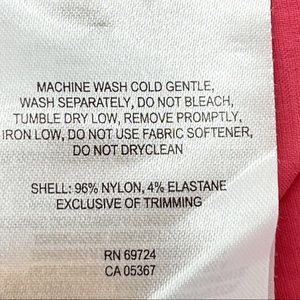 MACHINE WASH COLD GENTLE,
WASH SEPARATELY, DO NOT BLEACH,
TUMBLE DRY LOW, REMOVE PROMPTLY,
IRON LOW, DO NOT USE FABRIC SOFTENER,
DO NOT DRYCLEAN
SHELL: 96% NYLON, 4% ELASTANE
EXCLUSIVE OF TRIMMING
RN 69724
CA 05367